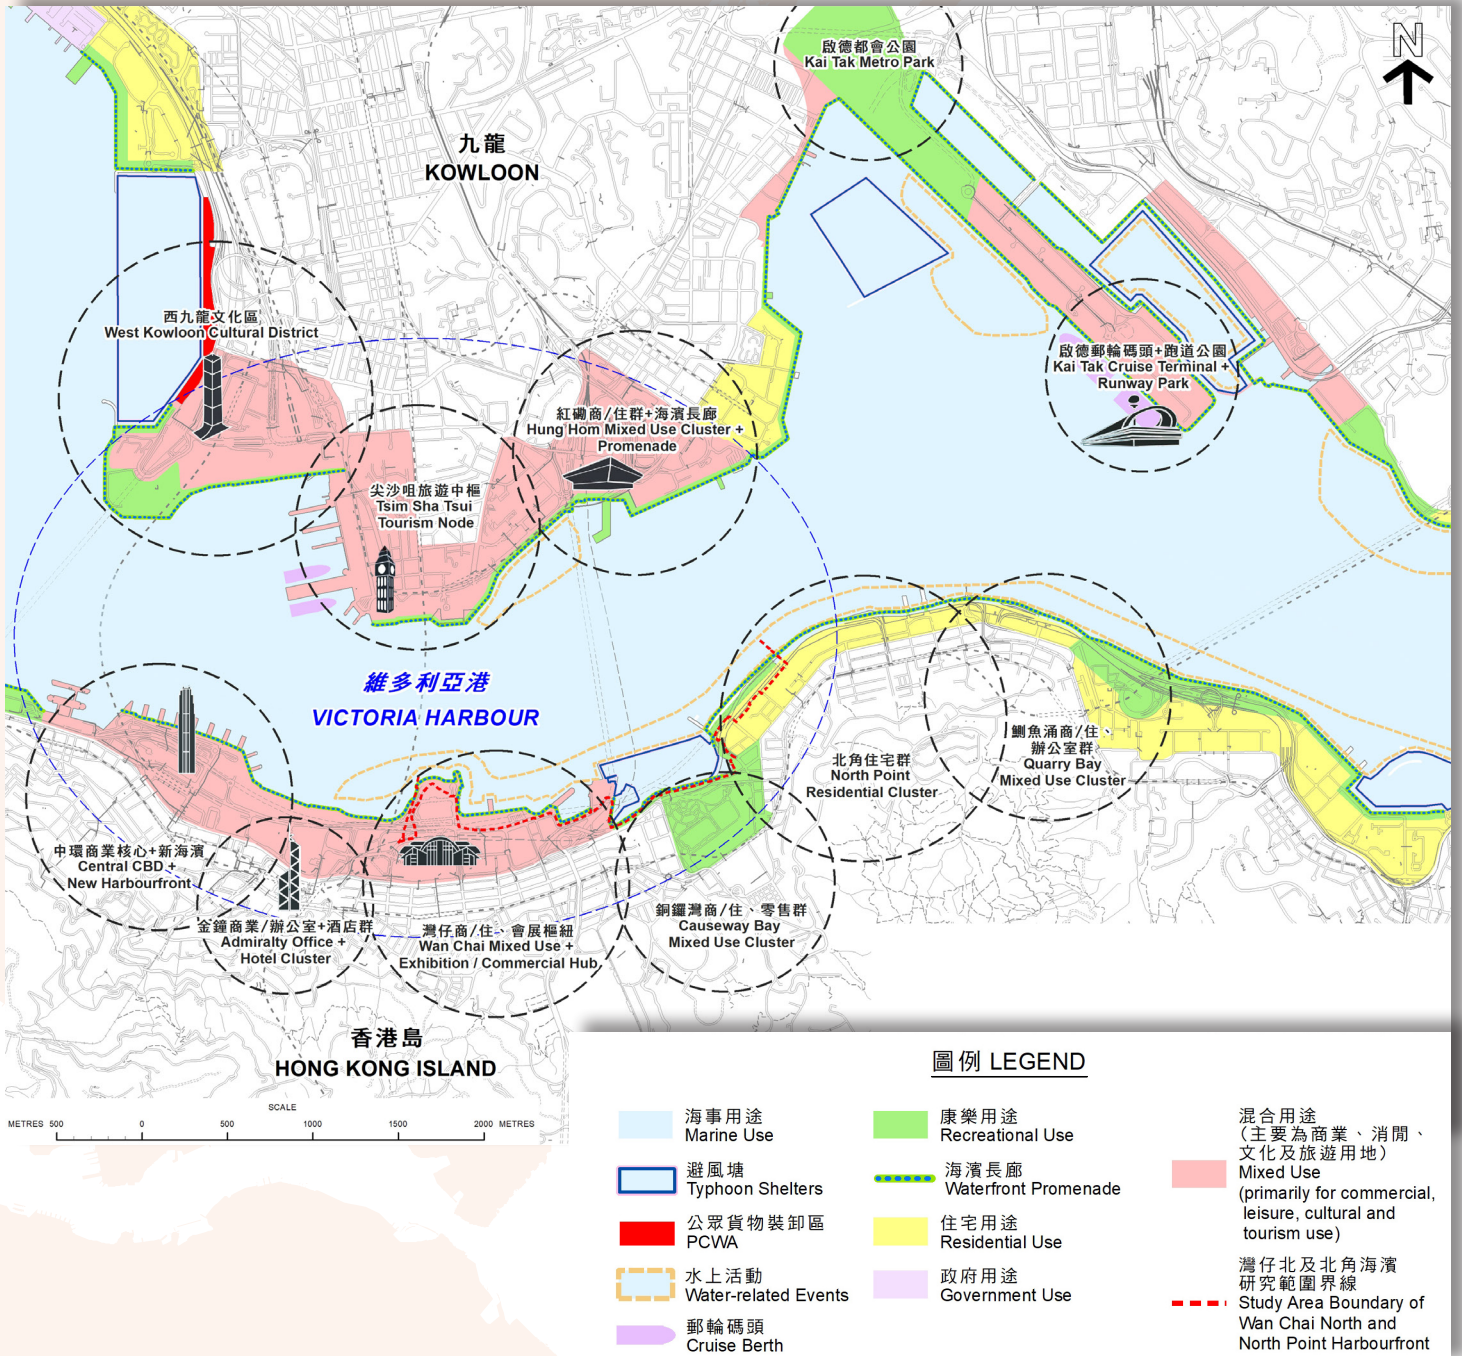 啟德都會公園
Kai Tak Metro Park
N
九龍
KOWLOON
西九龍文化區
West Kowloon Cultural District
啟德郵輪碼頭+跑道公園
Kai Tak Cruise Terminal +
Runway Park
紅磡商/住群+海濱長廊
Hung Hom Mixed Use Cluster +
Promenade
尖沙咀旅遊中樞
Tsim Sha Tsui
Tourism Node
維多利亞港
VICTORIA HARBOUR
鰂魚涌商/住、
辦公室群
Quarry Bay
Mixed Use Cluster
北角住宅群
North Point
Residential Cluster
中環商業核心+新海濱
Central CBD +
New Harbourfront
金鐘商業/辦公室+酒店群
Admiralty Office +
Hotel Cluster
灣仔商/住、會展樞紐
Wan Chai Mixed Use +
Exhibition / Commercial Hub
銅鑼灣商/住、零售群
Causeway Bay
Mixed Use Cluster
香港島
HONG KONG ISLAND
SCALE
METRES 500 0 500 1000 1500 2000 METRES
圖例 LEGEND
海事用途
Marine Use
避風塘
Typhoon Shelters
公眾貨物裝卸區
PCWA
水上活動
Water-related Events
郵輪碼頭
Cruise Berth
康樂用途
Recreational Use
海濱長廊
Waterfront Promenade
住宅用途
Residential Use
政府用途
Government Use
混合用途
(主要為商業、消閒、
文化及旅遊用地)
Mixed Use
(primarily for commercial,
leisure, cultural and
tourism use)
灣仔北及北角海濱
研究範圍界線
Study Area Boundary of
Wan Chai North and
North Point Harbourfront